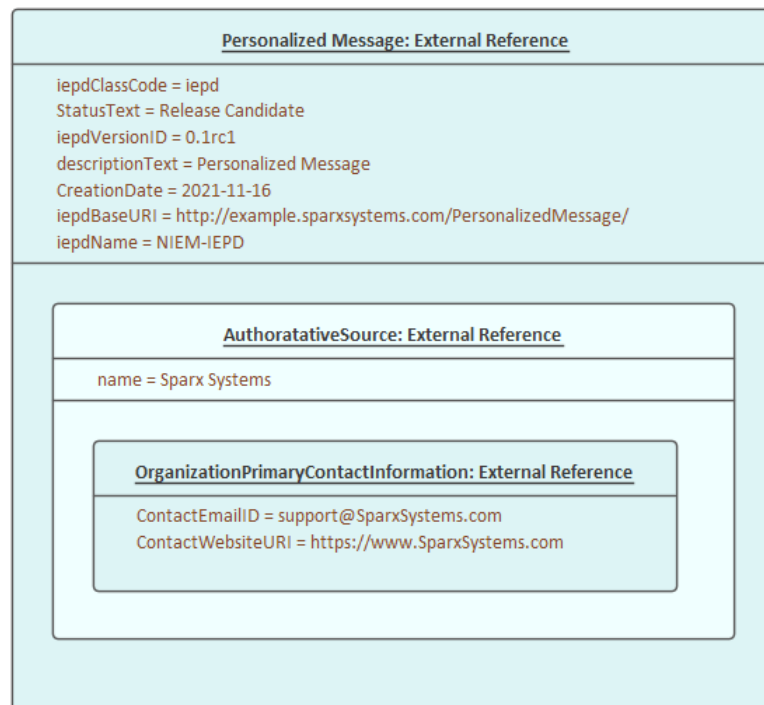 Personalized Message: External Reference
iepdClassCode = iepd
StatusText = Release Candidate
iepdVersionID = 0.1rc1
descriptionText = Personalized Message
CreationDate = 2021-11-16
iepdBaseURI = http://example.sparxsystems.com/PersonalizedMessage/
iepdName = NIEM-IEPD
AuthoratativeSource: External Reference
name = Sparx Systems
OrganizationPrimaryContactInformation: External Reference
ContactEmailID = support@SparxSystems.com
ContactWebsiteURI = https://www.SparxSystems.com